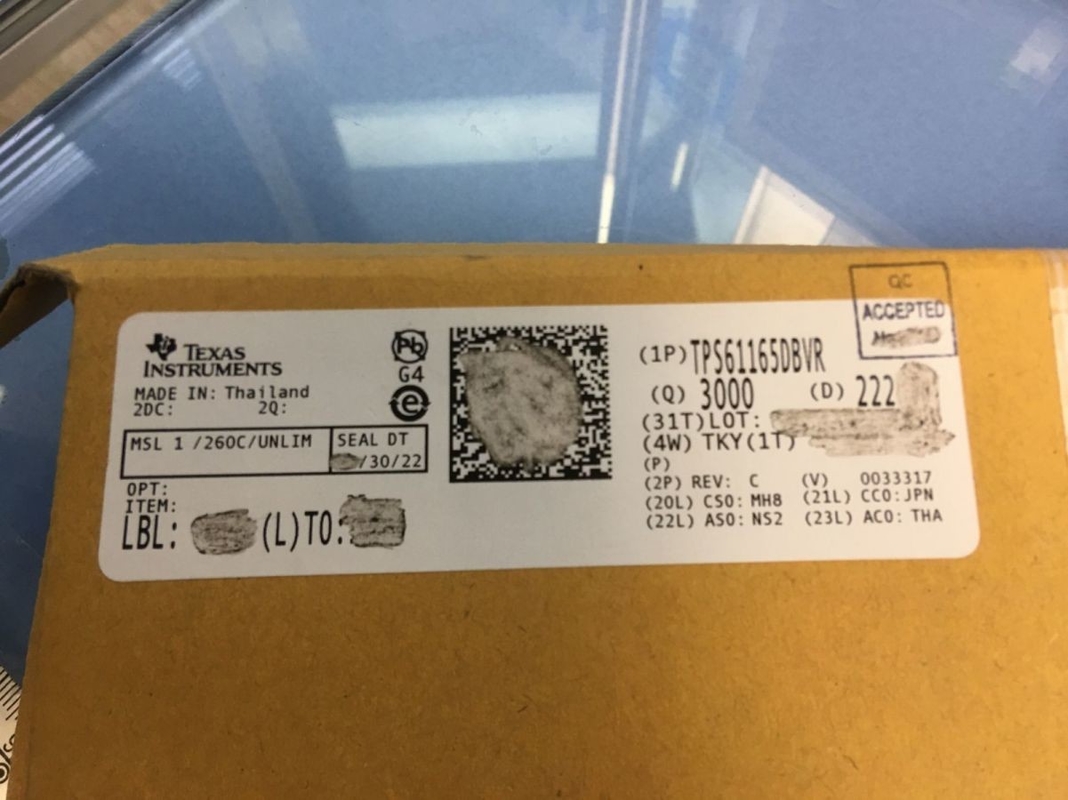 TEXAS
INSTRUMENTS
MADE IN: Thailand
2DC: 2Q:
MSL 1 /260C/UNLIM
SEAL DT
/30/22
OPT:
ITEM:
LBL: (L)TO:
Pb
G4
e
(1P)TPS61165DBVR
(Q) 3000 (D) 222
(31T)LOT:
(4W) TKY(1T)
(P)
(2P) REV: C (V) 0033317
(20L) CSO: MH8 (21L) CCO: JPN
(22L) ASO: NS2 (23L) ACO: THA
QC
ACCEPTED